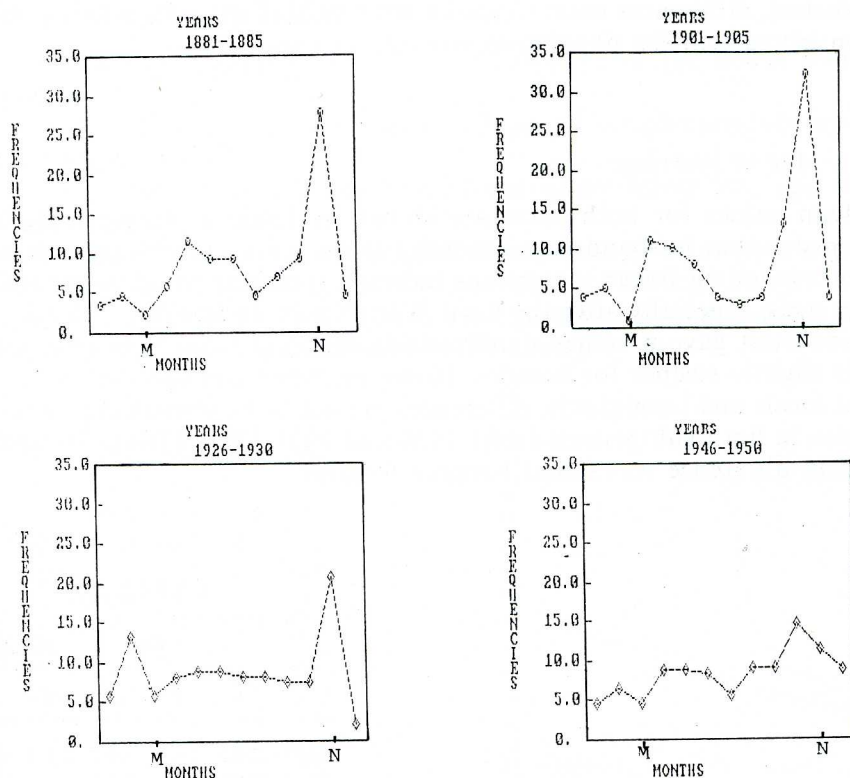 YEARS
1881-1885
35.0
30.0
25.0
20.0
15.0
10.0
5.0
0.
FREQUENCIES
M
N
MONTHS
YEARS
1901-1905
35.0
30.0
25.0
20.0
15.0
10.0
5.0
0.
FREQUENCIES
M
N
MONTHS
YEARS
1926-1930
35.0
30.0
25.0
20.0
15.0
10.0
5.0
0.
FREQUENCIES
M
N
MONTHS
YEARS
1946-1950
35.0
30.0
25.0
20.0
15.0
10.0
5.0
0.
FREQUENCIES
M
N
MONTHS